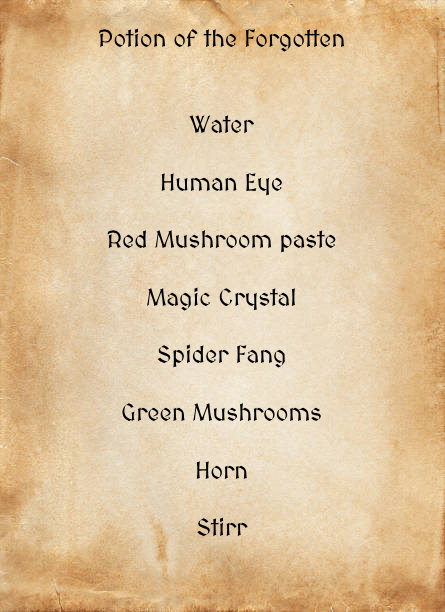 Potion of the Forgotten
Water
Human Eye
Red Mushroom paste
Magic Crystal
Spider Fang
Green Mushrooms
Horn
Stirr